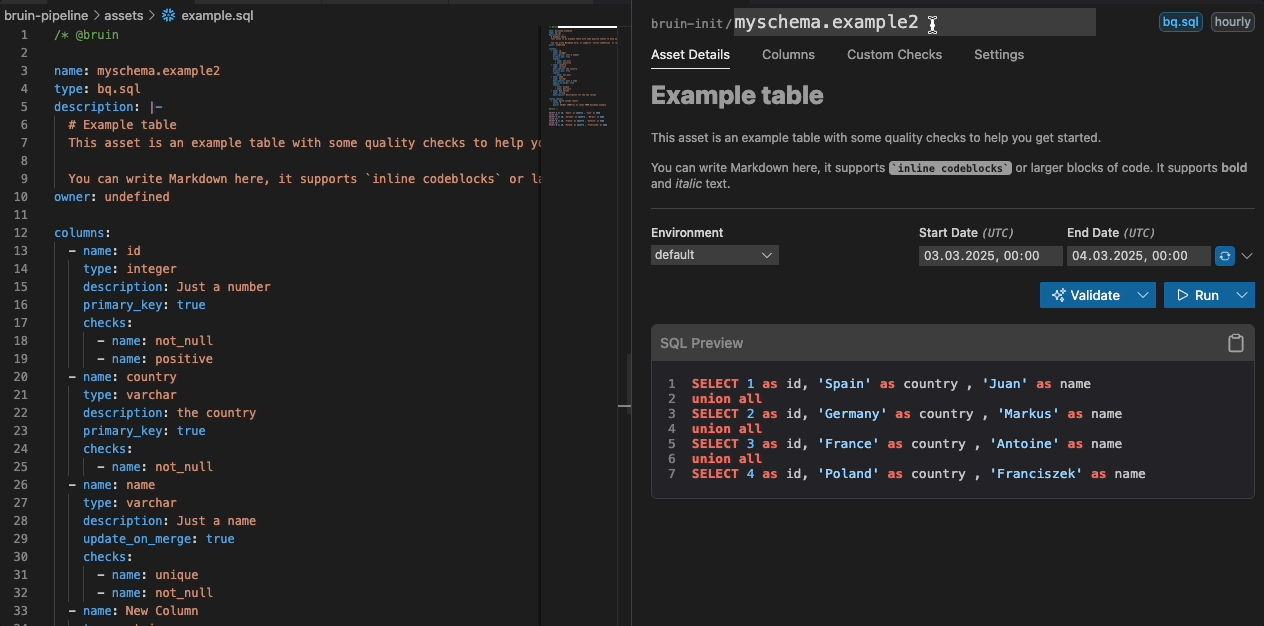 bruin-pipeline > assets > example.sql
1 /* @bruin
2
3 name: myschema.example2
4 type: bq.sql
5 description: |-
6 # Example table
7 This asset is an example table with some quality checks to help
8
9 You can write Markdown here, it supports `inline codeblocks` or
10 owner: undefined
11
12 columns:
13 - name: id
14 type: integer
15 description: Just a number
16 primary_key: true
17 checks:
18 - name: not_null
19 - name: positive
20 - name: country
21 type: varchar
22 description: the country
23 primary_key: true
24 checks:
25 - name: not_null
26 - name: name
27 type: varchar
28 description: Just a name
29 update_on_merge: true
30 checks:
31 - name: unique
32 - name: not_null
33 - name: New Column
bruin-init/myschema.example2
bq.sql hourly
Asset Details Columns Custom Checks Settings
Example table
This asset is an example table with some quality checks to help you get started.
You can write Markdown here, it supports `inline codeblocks` or larger blocks of code. It supports bold
and italic text.
Environment Start Date (UTC) End Date (UTC)
default 03.03.2025, 00:00 04.03.2025, 00:00
Validate Run
SQL Preview
1 SELECT 1 as id, 'Spain' as country , 'Juan' as name
2 union all
3 SELECT 2 as id, 'Germany' as country , 'Markus' as name
4 union all
5 SELECT 3 as id, 'France' as country , 'Antoine' as name
6 union all
7 SELECT 4 as id, 'Poland' as country , 'Franciszek' as name